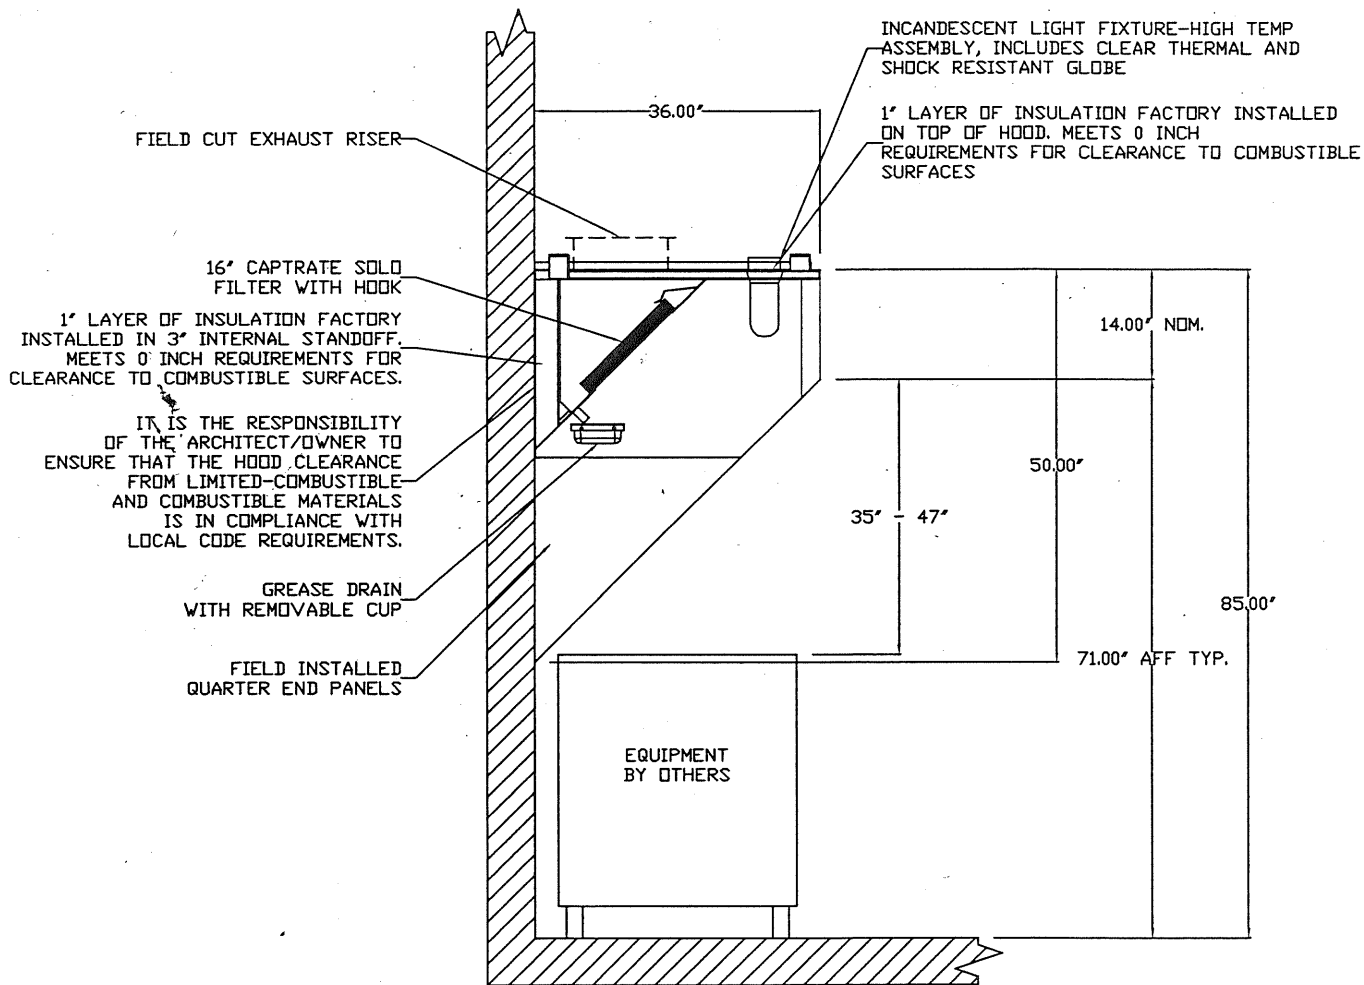 INCANDESCENT LIGHT FIXTURE-HIGH TEMP
ASSEMBLY, INCLUDES CLEAR THERMAL AND
SHOCK RESISTANT GLOBE
36.00"
1" LAYER OF INSULATION FACTORY INSTALLED
ON TOP OF HOOD. MEETS 0 INCH
REQUIREMENTS FOR CLEARANCE TO COMBUSTIBLE
SURFACES
FIELD CUT EXHAUST RISER
16" CAPTRATE SOLO
FILTER WITH HOOK
1" LAYER OF INSULATION FACTORY
INSTALLED IN 3" INTERNAL STANDOFF.
MEETS 0 INCH REQUIREMENTS FOR
CLEARANCE TO COMBUSTIBLE SURFACES.
14.00" NOM.
IT IS THE RESPONSIBILITY
OF THE ARCHITECT/OWNER TO
ENSURE THAT THE HOOD CLEARANCE
FROM LIMITED-COMBUSTIBLE
AND COMBUSTIBLE MATERIALS
IS IN COMPLIANCE WITH
LOCAL CODE REQUIREMENTS.
50.00"
35" - 47"
GREASE DRAIN
WITH REMOVABLE CUP
85.00"
71.00" AFF TYP.
FIELD INSTALLED
QUARTER END PANELS
EQUIPMENT
BY OTHERS